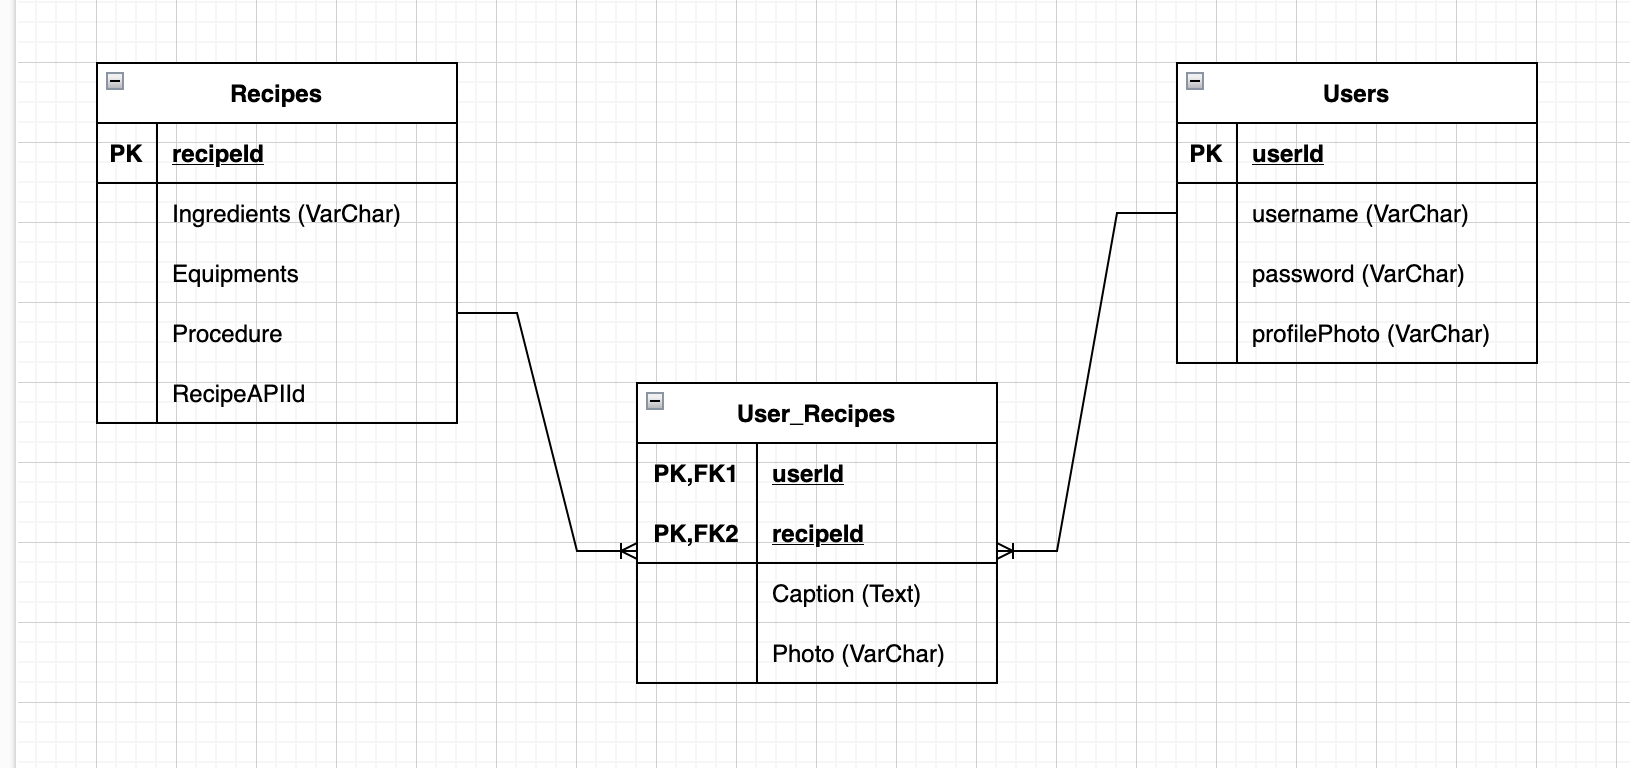 Recipes
PK recipeId
Ingredients (VarChar)
Equipments
Procedure
RecipeAPIId
Users
PK userId
username (VarChar)
password (VarChar)
profilePhoto (VarChar)
User_Recipes
PK,FK1 userId
PK,FK2 recipeId
Caption (Text)
Photo (VarChar)